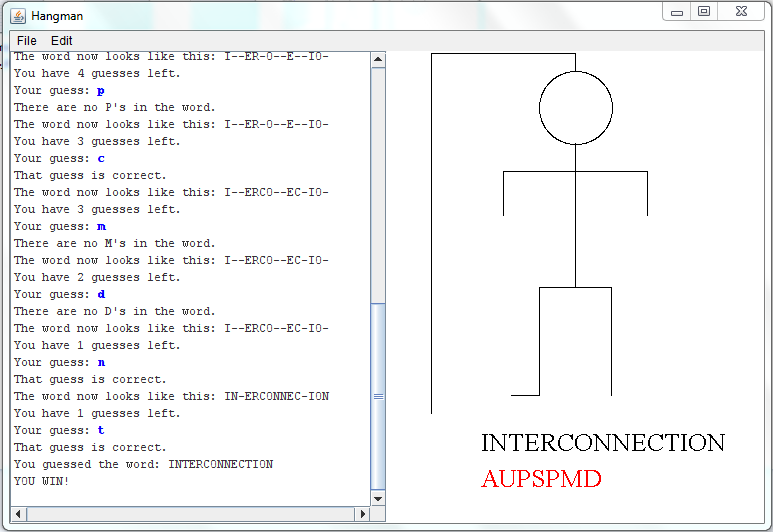 Hangman
File Edit
The word now looks like this: I--ER-O--E--IO-
You have 4 guesses left.
Your guess: p
There are no P's in the word.
The word now looks like this: I--ER-O--E--IO-
You have 3 guesses left.
Your guess: c
That guess is correct.
The word now looks like this: I--ERCO--EC-IO-
You have 3 guesses left.
Your guess: m
There are no M's in the word.
The word now looks like this: I--ERCO--EC-IO-
You have 2 guesses left.
Your guess: d
There are no D's in the word.
The word now looks like this: I--ERCO--EC-IO-
You have 1 guesses left.
Your guess: n
That guess is correct.
The word now looks like this: IN-ERCONNEC-ION
You have 1 guesses left.
Your guess: t
That guess is correct.
You guessed the word: INTERCONNECTION
YOU WIN!
INTERCONNECTION
AUPSPMD